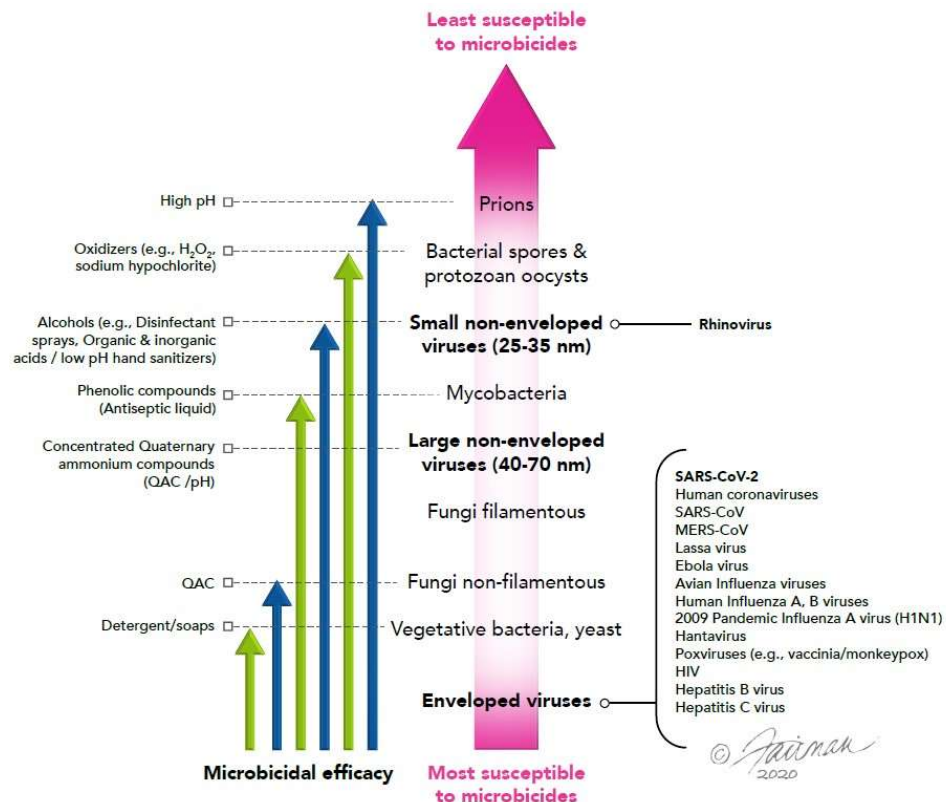 Least susceptible
to microbicides
High pH
Prions
Oxidizers (e.g., H₂O₂,
sodium hypochlorite)
Bacterial spores &
protozoan oocysts
Alcohols (e.g., Disinfectant
sprays, Organic & inorganic
acids / low pH hand sanitizers)
Small non-enveloped
viruses (25-35 nm)
Rhinovirus
Phenolic compounds
(Antiseptic liquid)
Mycobacteria
Concentrated Quaternary
ammonium compounds
(QAC /pH)
Large non-enveloped
viruses (40-70 nm)
Fungi filamentous
QAC
Fungi non-filamentous
Detergent/soaps
Vegetative bacteria, yeast
Enveloped viruses
SARS-CoV-2
Human coronaviruses
SARS-CoV
MERS-CoV
Lassa virus
Ebola virus
Avian Influenza viruses
Human Influenza A, B viruses
2009 Pandemic Influenza A virus (H1N1)
Hantavirus
Poxviruses (e.g., vaccinia/monkeypox)
HIV
Hepatitis B virus
Hepatitis C virus
Microbicidal efficacy
Most susceptible
to microbicides
© Fairman
2020